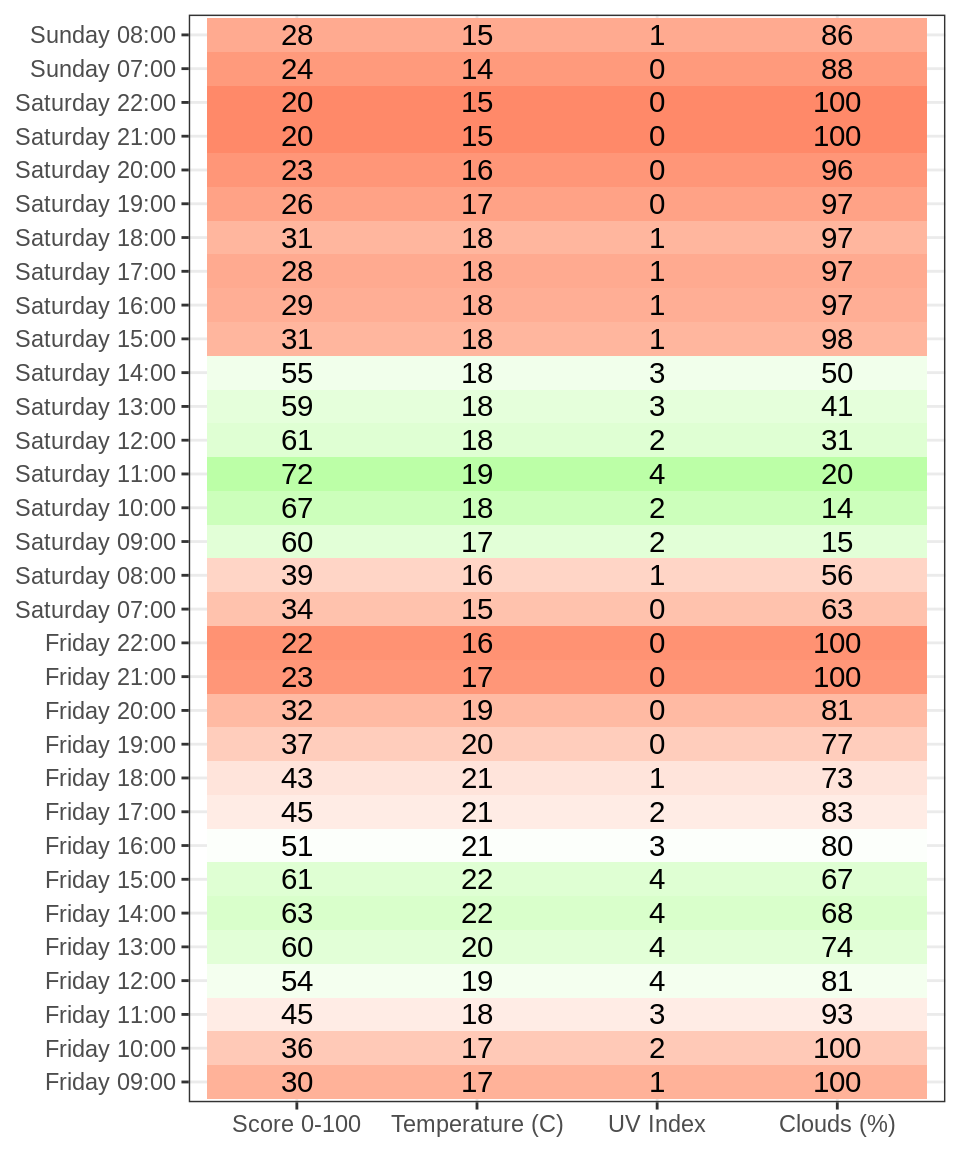 Sunday 08:00 28 15 1 86
Sunday 07:00 24 14 0 88
Saturday 22:00 20 15 0 100
Saturday 21:00 20 15 0 100
Saturday 20:00 23 16 0 96
Saturday 19:00 26 17 0 97
Saturday 18:00 31 18 1 97
Saturday 17:00 28 18 1 97
Saturday 16:00 29 18 1 97
Saturday 15:00 31 18 1 98
Saturday 14:00 55 18 3 50
Saturday 13:00 59 18 3 41
Saturday 12:00 61 18 2 31
Saturday 11:00 72 19 4 20
Saturday 10:00 67 18 2 14
Saturday 09:00 60 17 2 15
Saturday 08:00 39 16 1 56
Saturday 07:00 34 15 0 63
Friday 22:00 22 16 0 100
Friday 21:00 23 17 0 100
Friday 20:00 32 19 0 81
Friday 19:00 37 20 0 77
Friday 18:00 43 21 1 73
Friday 17:00 45 21 2 83
Friday 16:00 51 21 3 80
Friday 15:00 61 22 4 67
Friday 14:00 63 22 4 68
Friday 13:00 60 20 4 74
Friday 12:00 54 19 4 81
Friday 11:00 45 18 3 93
Friday 10:00 36 17 2 100
Friday 09:00 30 17 1 100
Score 0-100 Temperature (C) UV Index Clouds (%)